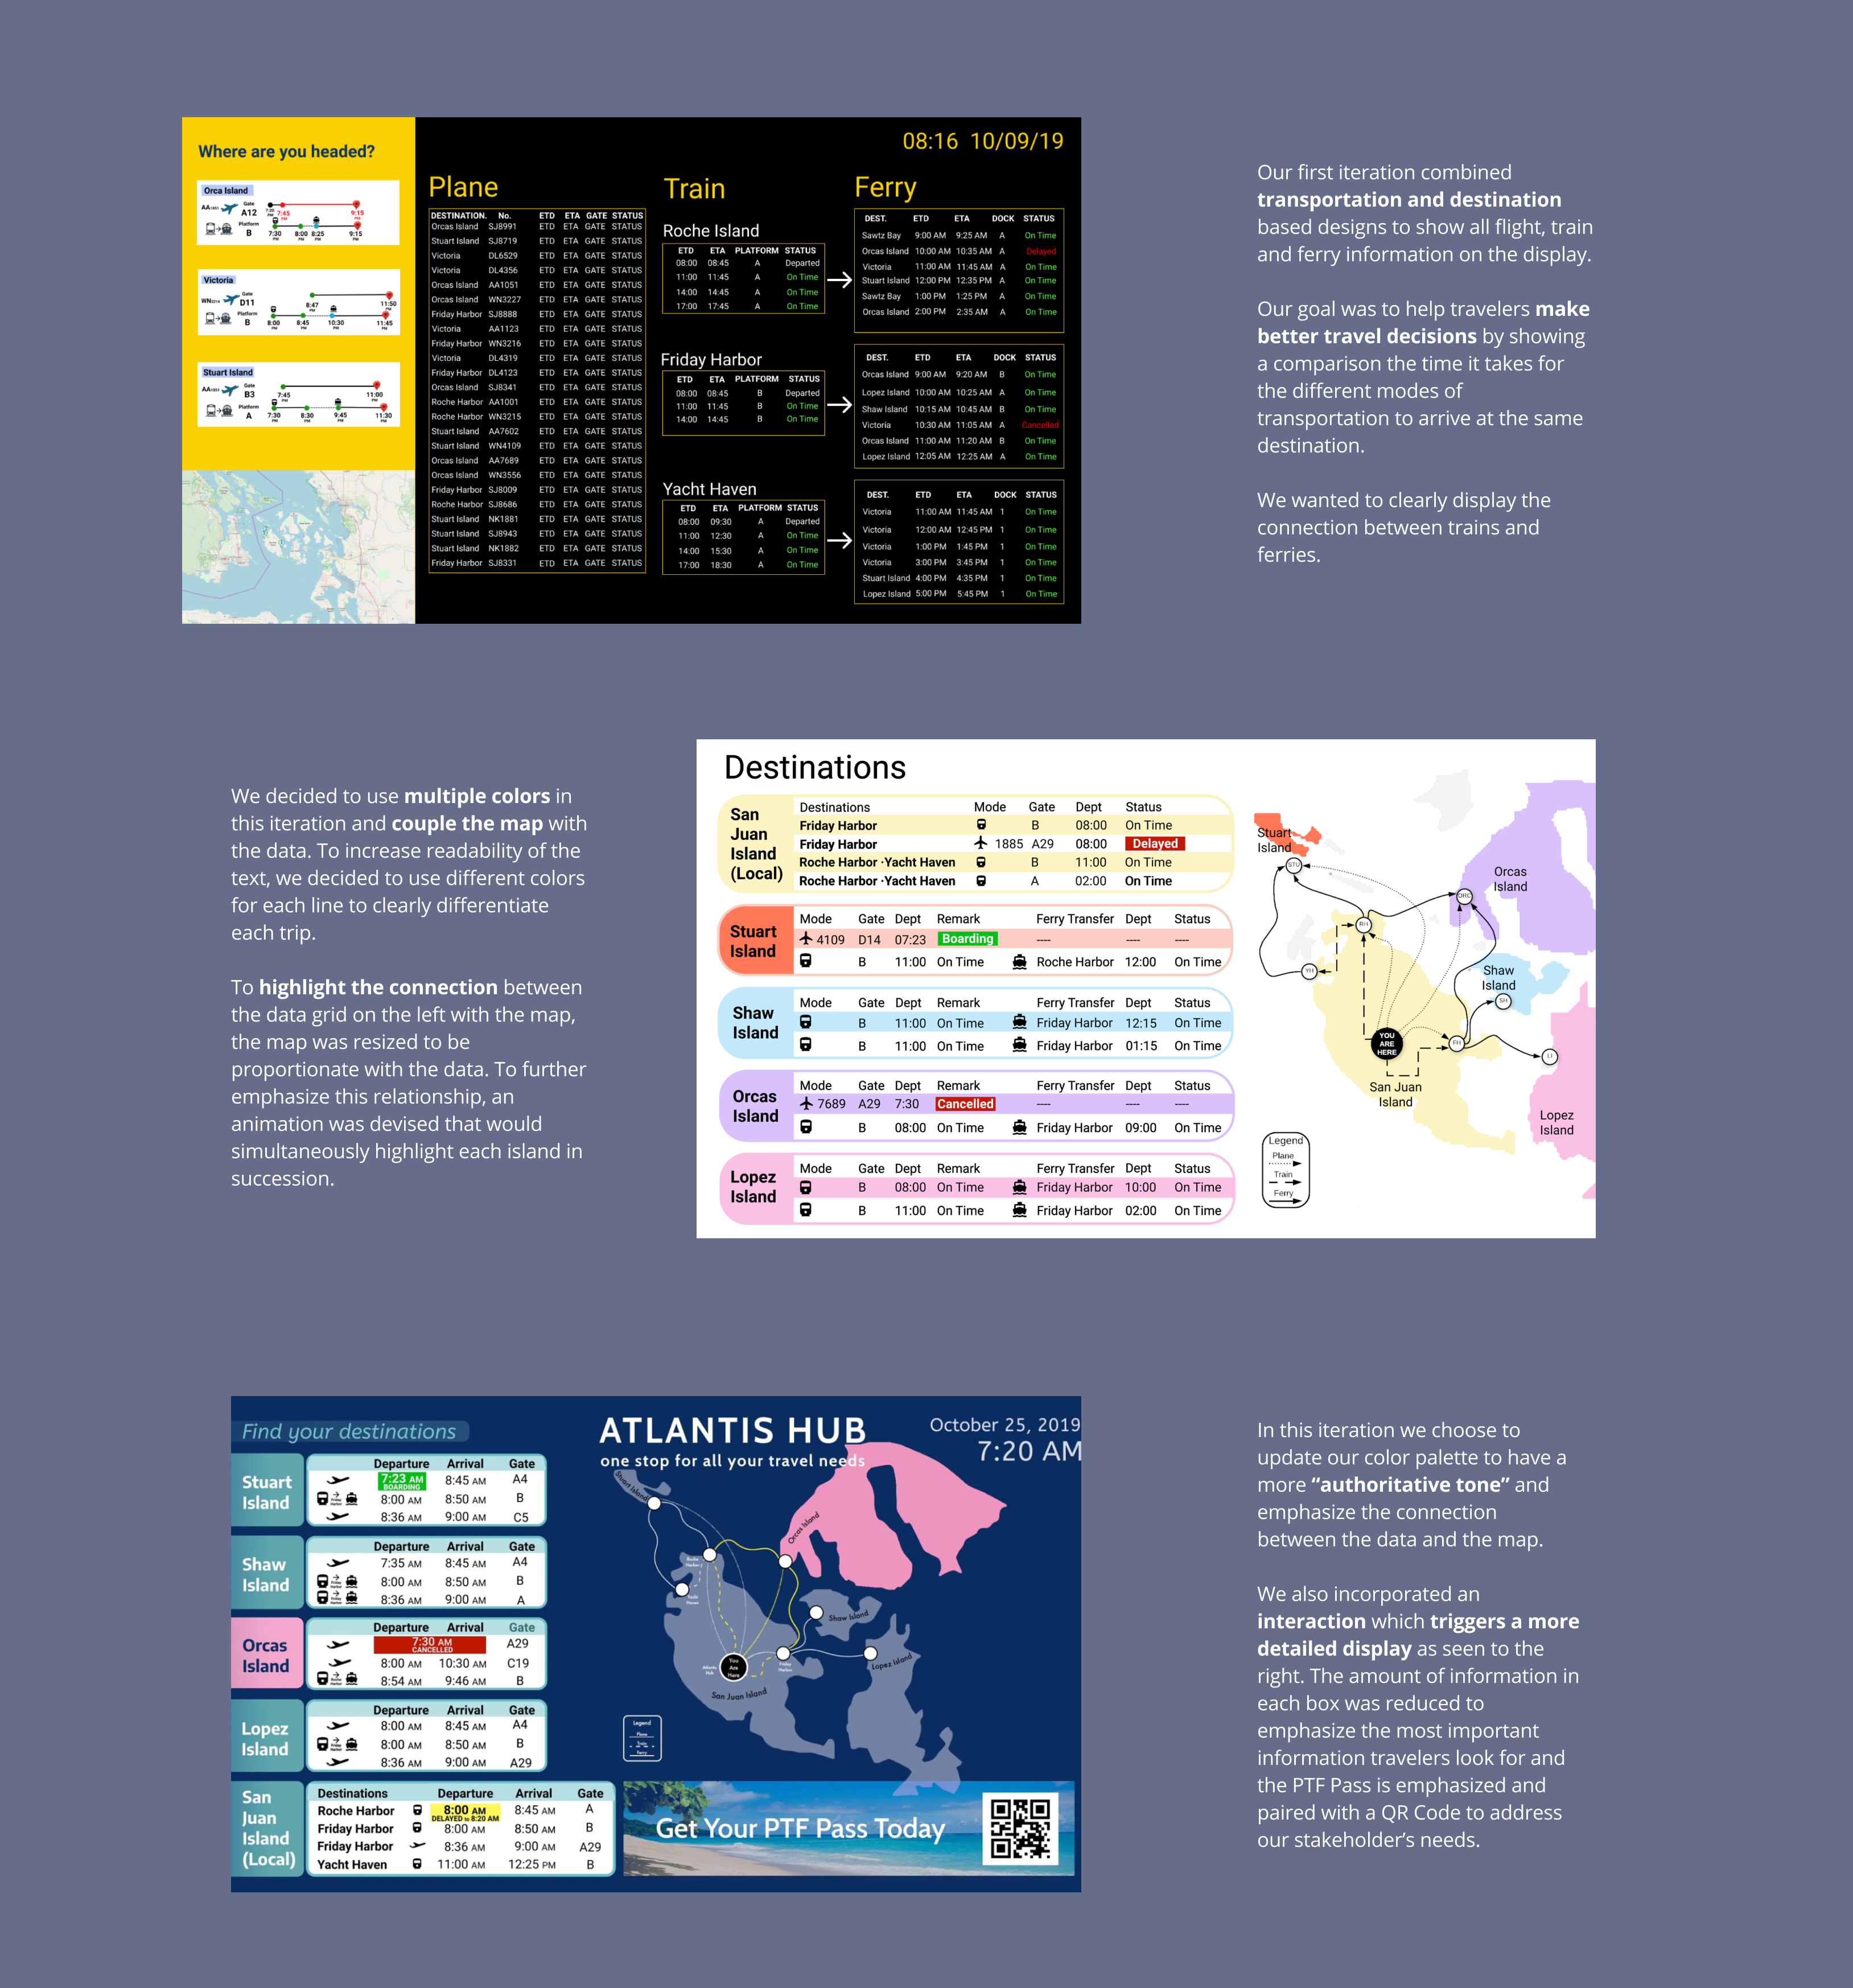 08:16 10/09/19
Where are you headed?
Orca Island
AA1051 Gate A12
7:45 PM 9:15 PM
Platform B
7:30 PM 8:00 PM 8:25 PM 9:15 PM
Victoria
WN3214 Gate D11
8:47 PM 11:50 PM
Platform B
8:00 PM 8:45 PM 10:30 PM 11:45 PM
Stuart Island
Gate B3
7:45 PM 11:00 PM
Platform A
7:30 PM 8:30 PM 9:45 PM 11:30 PM
Plane
DESTINATION. No. ETD ETA GATE STATUS
Orcas Island SJ8991 ETD ETA GATE STATUS
Stuart Island SJ8719 ETD ETA GATE STATUS
Victoria DL6529 ETD ETA GATE STATUS
Victoria DL4356 ETD ETA GATE STATUS
Orcas Island AA1051 ETD ETA GATE STATUS
Orcas Island WN3227 ETD ETA GATE STATUS
Friday Harbor SJ8888 ETD ETA GATE STATUS
Victoria AA1123 ETD ETA GATE STATUS
Friday Harbor WN3216 ETD ETA GATE STATUS
Victoria DL4319 ETD ETA GATE STATUS
Friday Harbor DL4123 ETD ETA GATE STATUS
Orcas Island SJ8341 ETD ETA GATE STATUS
Roche Harbor AA1001 ETD ETA GATE STATUS
Roche Harbor WN3215 ETD ETA GATE STATUS
Stuart Island AA7602 ETD ETA GATE STATUS
Stuart Island WN4109 ETD ETA GATE STATUS
Orcas Island AA7689 ETD ETA GATE STATUS
Orcas Island WN3556 ETD ETA GATE STATUS
Friday Harbor SJ8009 ETD ETA GATE STATUS
Roche Harbor SJ8686 ETD ETA GATE STATUS
Stuart Island NK1881 ETD ETA GATE STATUS
Stuart Island SJ8943 ETD ETA GATE STATUS
Stuart Island NK1882 ETD ETA GATE STATUS
Friday Harbor SJ8331 ETD ETA GATE STATUS
Train
Roche Island
ETD ETA PLATFORM STATUS
08:00 08:45 A Departed
11:00 11:45 A On Time
14:00 14:45 A On Time
17:00 17:45 A On Time
Friday Harbor
ETD ETA PLATFORM STATUS
08:00 08:45 B Departed
11:00 11:45 B On Time
14:00 14:45 B On Time
Yacht Haven
ETD ETA PLATFORM STATUS
08:00 09:30 A Departed
11:00 12:30 A On Time
14:00 15:30 A On Time
17:00 18:30 A On Time
Ferry
DEST. ETD ETA DOCK STATUS
Sawtz Bay 9:00 AM 9:25 AM A On Time
Orcas Island 10:00 AM 10:35 AM A Delayed
Victoria 11:00 AM 11:45 AM A On Time
Stuart Island 12:00 PM 12:35 PM A On Time
Sawtz Bay 1:00 PM 1:25 PM A On Time
Orcas Island 2:00 PM 2:35 AM A On Time
DEST. ETD ETA DOCK STATUS
Orcas Island 9:00 AM 9:20 AM B On Time
Lopez Island 10:00 AM 10:25 AM A On Time
Shaw Island 10:15 AM 10:45 AM B On Time
Victoria 10:30 AM 11:05 AM A Cancelled
Orcas Island 11:00 AM 11:20 AM B On Time
Lopez Island 12:05 AM 12:25 AM A On Time
DEST. ETD ETA DOCK STATUS
Victoria 11:00 AM 11:45 AM 1 On Time
Victoria 12:00 AM 12:45 PM 1 On Time
Victoria 1:00 PM 1:45 PM 1 On Time
Victoria 3:00 PM 3:45 PM 1 On Time
Stuart Island 4:00 PM 4:35 PM 1 On Time
Lopez Island 5:00 PM 5:45 PM 1 On Time
Our first iteration combined
transportation and destination
based designs to show all flight, train
and ferry information on the display.
Our goal was to help travelers make
better travel decisions by showing
a comparison the time it takes for
the different modes of
transportation to arrive at the same
destination.
We wanted to clearly display the
connection between trains and
ferries.
We decided to use multiple colors in
this iteration and couple the map with
the data. To increase readability of the
text, we decided to use different colors
for each line to clearly differentiate
each trip.
To highlight the connection between
the data grid on the left with the map,
the map was resized to be
proportionate with the data. To further
emphasize this relationship, an
animation was devised that would
simultaneously highlight each island in
succession.
Destinations
San Juan Island (Local)
Destinations Mode Gate Dept Status
Friday Harbor B 08:00 On Time
Friday Harbor 1885 A29 08:00 Delayed
Roche Harbor ·Yacht Haven B 11:00 On Time
Roche Harbor ·Yacht Haven A 02:00 On Time
Stuart Island
Mode Gate Dept Remark Ferry Transfer Dept Status
4109 D14 07:23 Boarding ---- ---- ----
B 11:00 On Time Roche Harbor 12:00 On Time
Shaw Island
Mode Gate Dept Remark Ferry Transfer Dept Status
B 11:00 On Time Friday Harbor 12:15 On Time
B 11:00 On Time Friday Harbor 01:15 On Time
Orcas Island
Mode Gate Dept Remark Ferry Transfer Dept Status
7689 A29 7:30 Cancelled ---- ---- ----
B 08:00 On Time Friday Harbor 09:00 On Time
Lopez Island
Mode Gate Dept Remark Ferry Transfer Dept Status
B 08:00 On Time Friday Harbor 10:00 On Time
B 11:00 On Time Friday Harbor 02:00 On Time
Stuart
Island
STU
Orcas
Island
ORC
RH
Shaw
Island
SH
YH
YOU
ARE
HERE
FH
LI
San Juan
Island
Lopez
Island
Legend
Plane
Train
Ferry
Find your destinations
ATLANTIS HUB
one stop for all your travel needs
October 25, 2019
7:20 AM
Stuart Island
Departure Arrival Gate
7:23 AM BOARDING 8:45 AM A4
8:00 AM 8:50 AM B
8:36 AM 9:00 AM C5
Shaw Island
Departure Arrival Gate
7:35 AM 8:45 AM A4
8:00 AM 8:50 AM B
8:36 AM 9:00 AM A
Orcas Island
Departure Arrival Gate
7:30 AM CANCELLED A29
8:00 AM 10:30 AM C19
8:54 AM 9:46 AM B
Lopez Island
Departure Arrival Gate
8:00 AM 8:45 AM A4
8:00 AM 8:50 AM B
8:36 AM 9:00 AM A29
San Juan Island (Local)
Destinations Departure Arrival Gate
Roche Harbor 8:00 AM DELAYED to 8:20 AM 8:45 AM A
Friday Harbor 8:00 AM 8:50 AM B
Friday Harbor 8:36 AM 9:00 AM A29
Yacht Haven 11:00 AM 12:25 PM B
Stuart Island
Orcas Island
Roche Harbor
Yacht Haven
Shaw Island
Atlantis Hub
You
Are
Here
Friday Harbor
Lopez Island
San Juan Island
Legend
Plane
Train
Ferry
Get Your PTF Pass Today
In this iteration we choose to
update our color palette to have a
more “authoritative tone” and
emphasize the connection
between the data and the map.
We also incorporated an
interaction which triggers a more
detailed display as seen to the
right. The amount of information in
each box was reduced to
emphasize the most important
information travelers look for and
the PTF Pass is emphasized and
paired with a QR Code to address
our stakeholder’s needs.